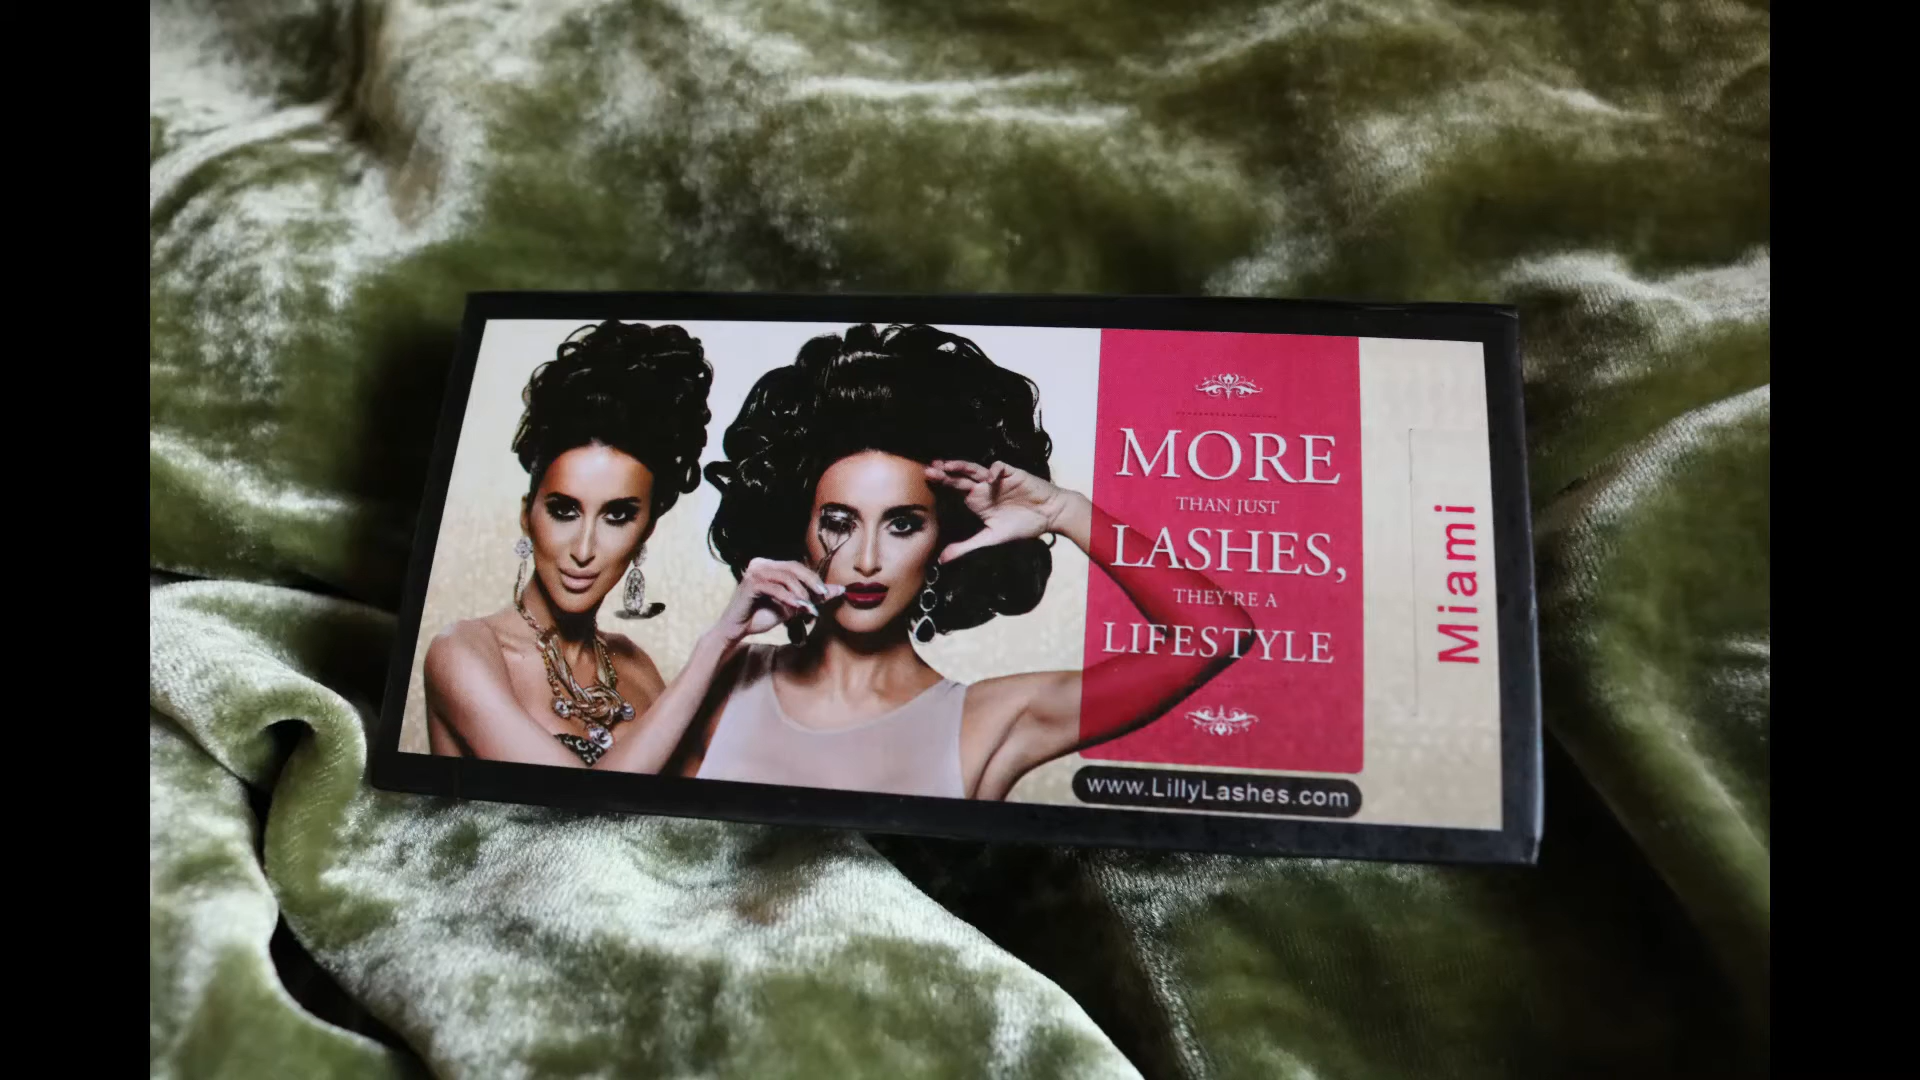 MORE
THAN JUST
LASHES,
THEY'RE A
LIFESTYLE
www.LillyLashes.com
Miami